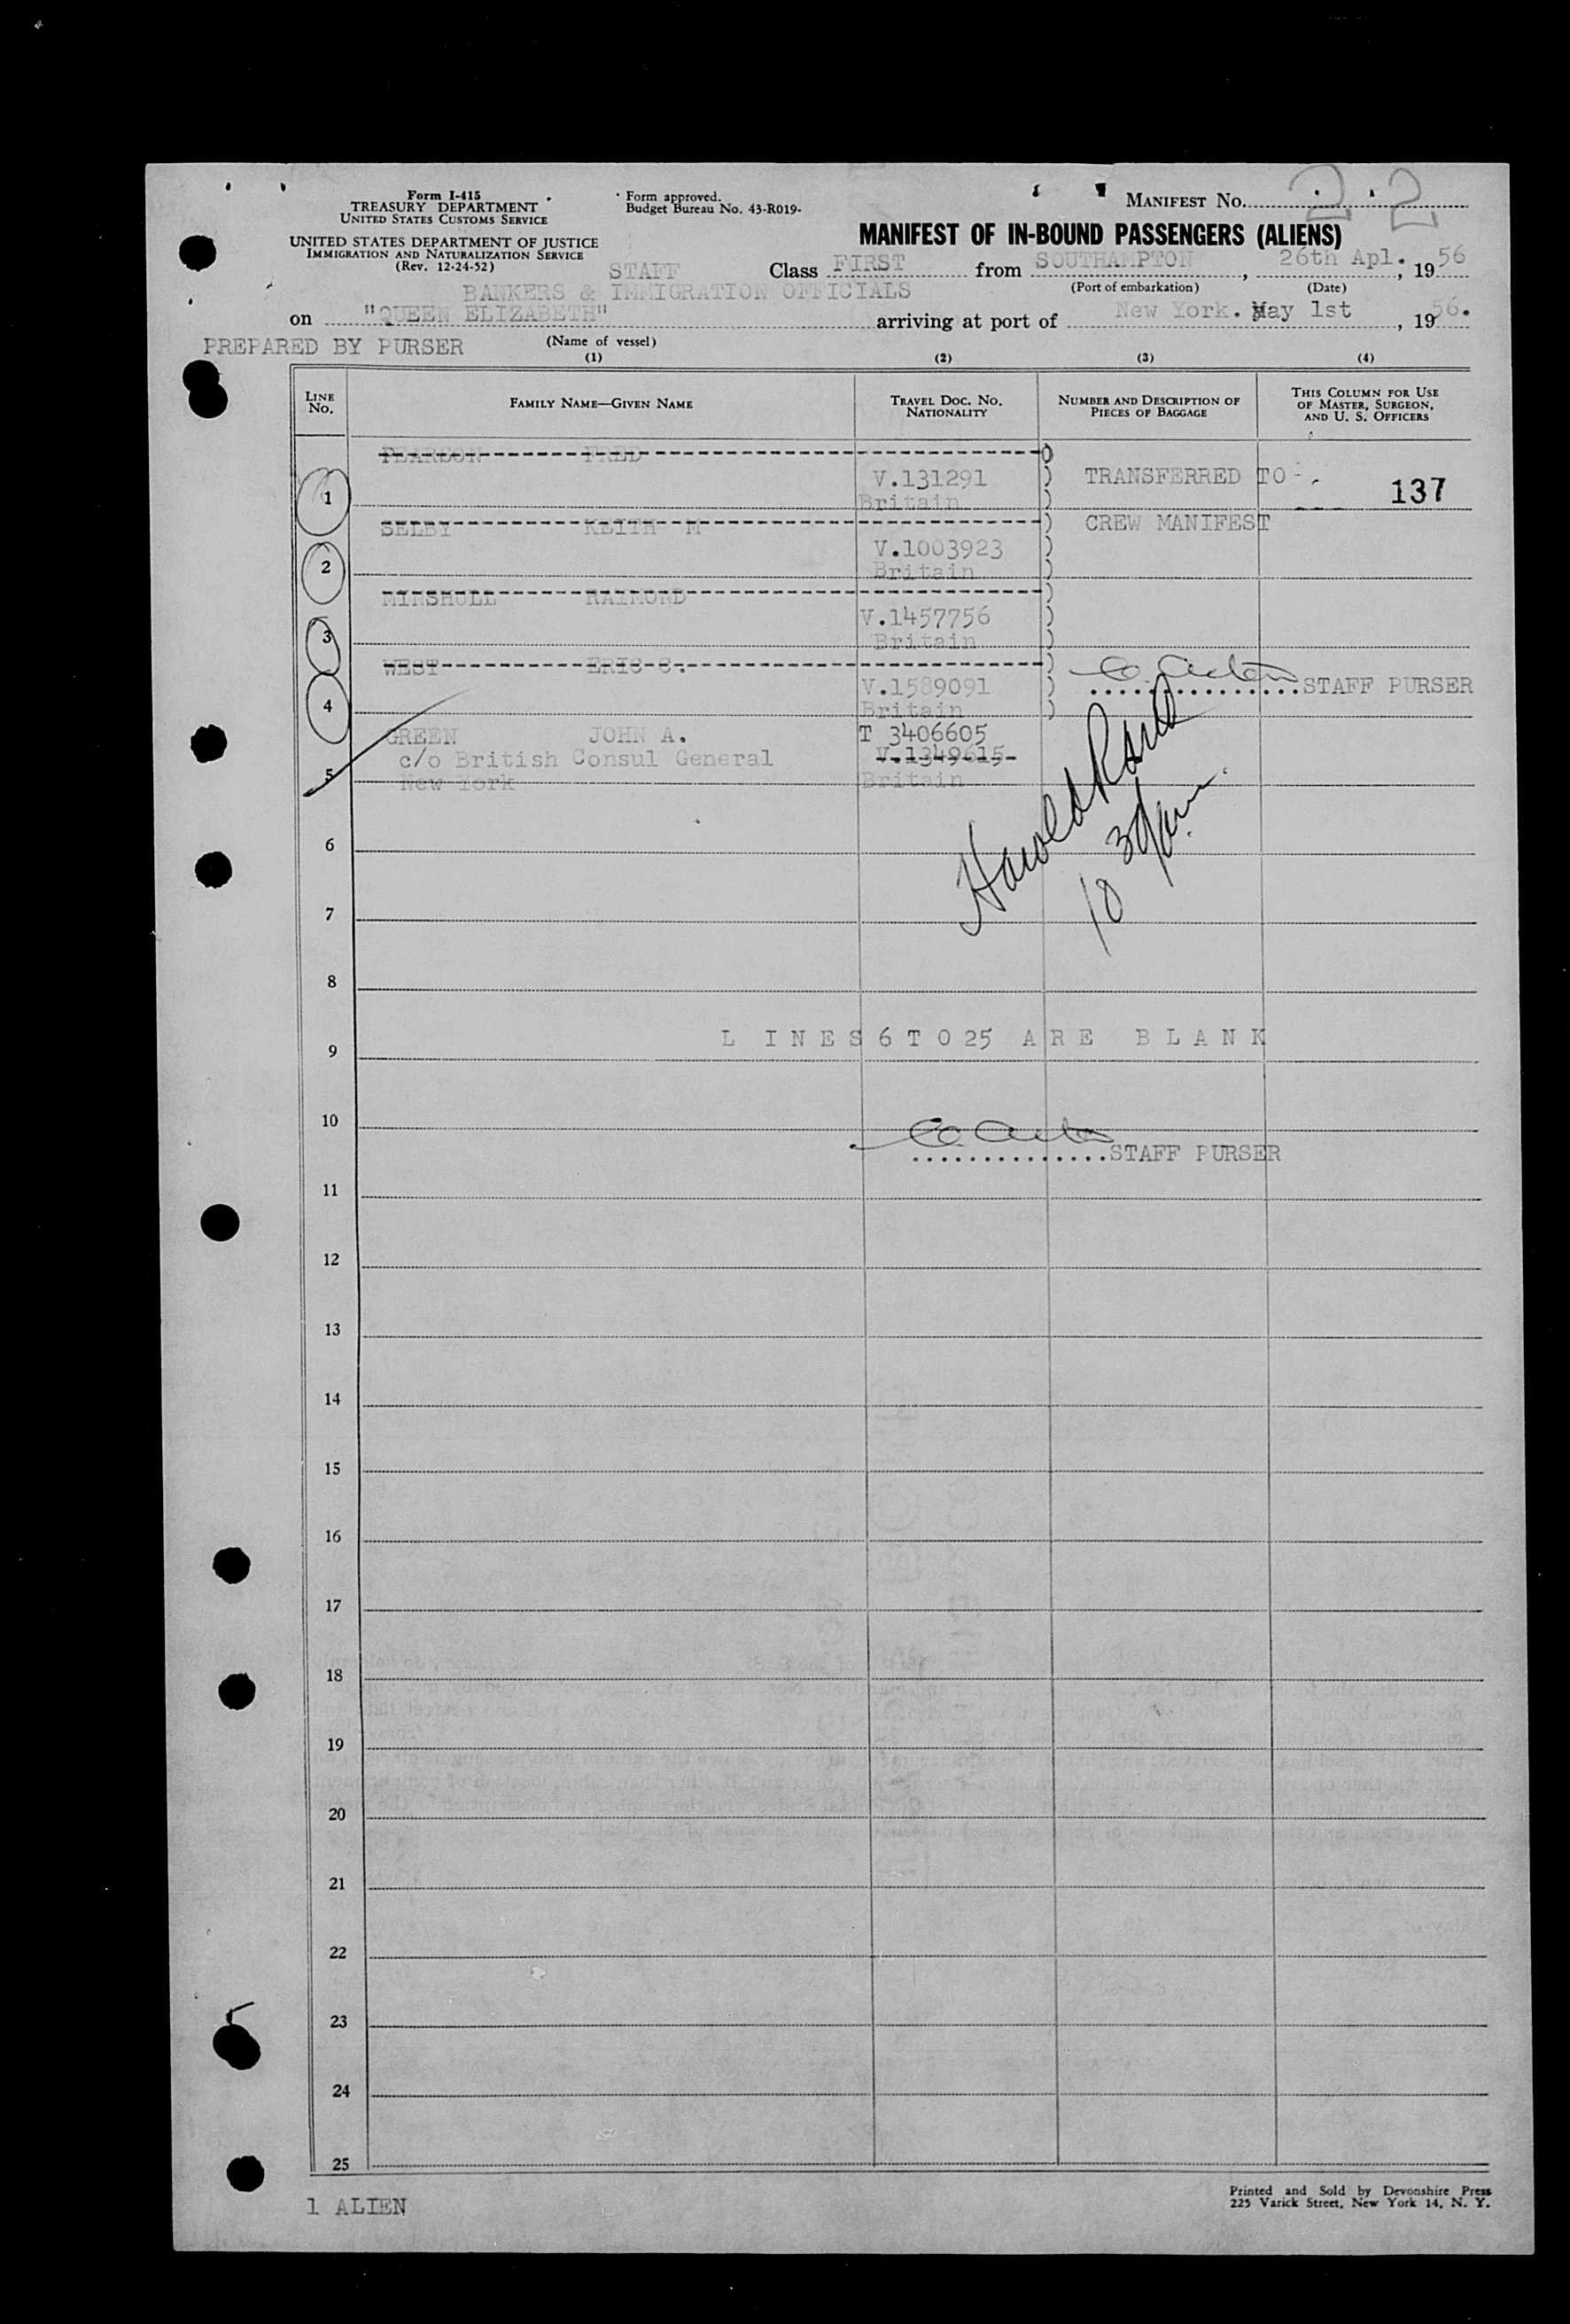 Form I-415
TREASURY DEPARTMENT
UNITED STATES CUSTOMS SERVICE
Form approved.
Budget Bureau No. 43-R019-
MANIFEST No. 22
UNITED STATES DEPARTMENT OF JUSTICE
IMMIGRATION AND NATURALIZATION SERVICE
(Rev. 12-24-52)
MANIFEST OF IN-BOUND PASSENGERS (ALIENS)
STAFF Class FIRST from SOUTHAMPTON, 26th Apl., 1956
(Port of embarkation) (Date)
BANKERS & IMMIGRATION OFFICIALS
on "QUEEN ELIZABETH" arriving at port of New York. May 1st, 1956.
PREPARED BY PURSER (Name of vessel)
(1) (2) (3) (4)
LINE No. FAMILY NAME—GIVEN NAME TRAVEL DOC. No. NATIONALITY NUMBER AND DESCRIPTION OF PIECES OF BAGGAGE THIS COLUMN FOR USE OF MASTER, SURGEON, AND U. S. OFFICERS
PEARSON FRED )
1 V.131291 ) TRANSFERRED TO 137
Britain )
SELBY KEITH M ) CREW MANIFEST
2 V.1003923 )
Britain )
MINSHULL RAIMOND )
3 V.1457756 )
Britain )
WEST ERIC C. )
4 V.1589091 ) ...............STAFF PURSER
Britain )
GREEN JOHN A. T 3406605
c/o British Consul General V.1349615
5 New York Britain
Harold
10 30am
6
7
8
L I N E S 6 T O 25 A R E B L A N K
9
10
..............STAFF PURSER
11
12
13
14
15
16
17
18
19
20
21
22
23
24
25
1 ALIEN
Printed and Sold by Devonshire Press
225 Varick Street, New York 14, N. Y.